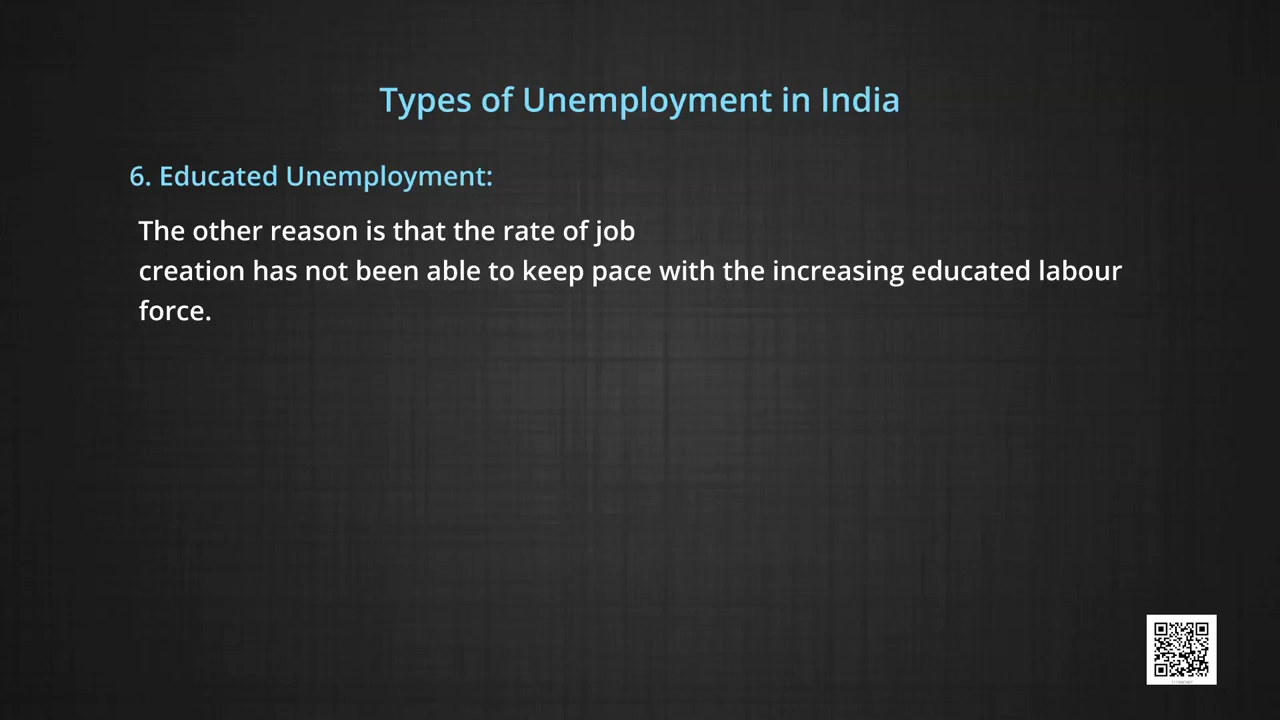 Types of Unemployment in India
6. Educated Unemployment:
The other reason is that the rate of job
creation has not been able to keep pace with the increasing educated labour
force.